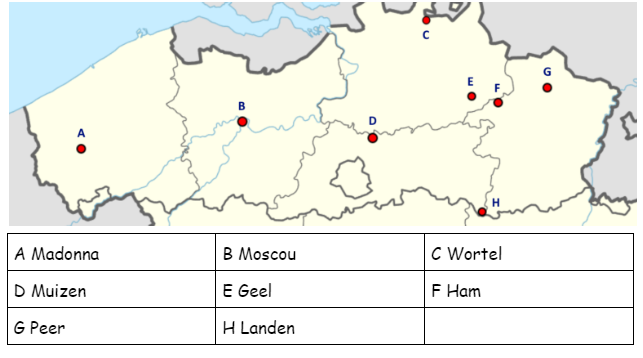 C
G
E
F
B
D
A
H
A Madonna
B Moscou
C Wortel
D Muizen
E Geel
F Ham
G Peer
H Landen